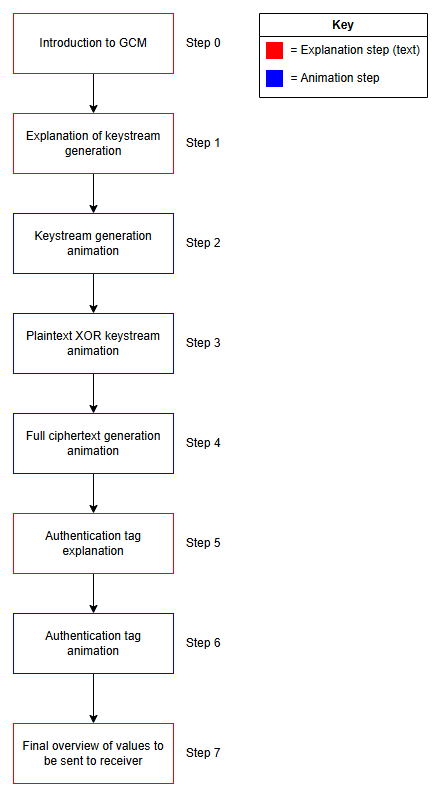 Introduction to GCM
Step 0
Key
= Explanation step (text)
= Animation step
Explanation of keystream
generation
Step 1
Keystream generation
animation
Step 2
Plaintext XOR keystream
animation
Step 3
Full ciphertext generation
animation
Step 4
Authentication tag
explanation
Step 5
Authentication tag
animation
Step 6
Final overview of values to
be sent to receiver
Step 7